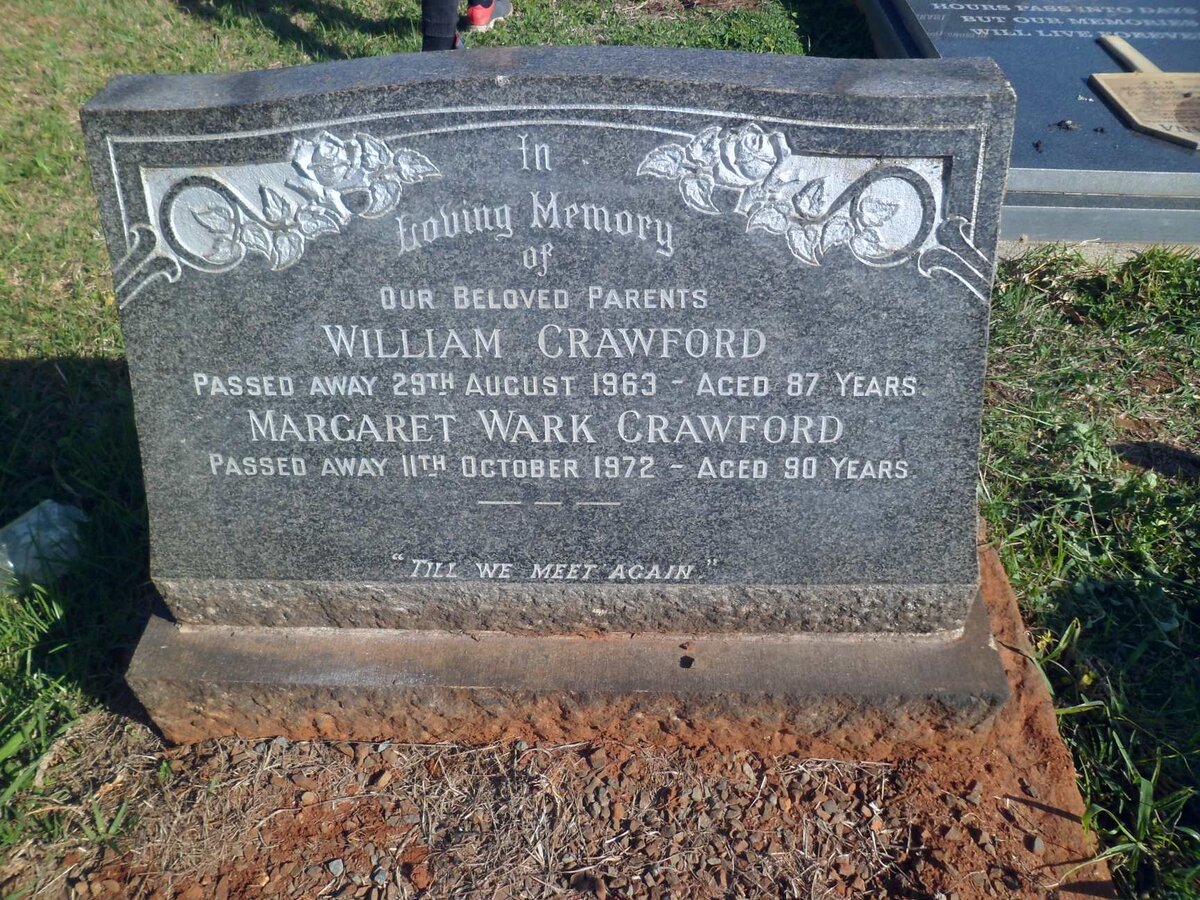 In
Loving Memory
of
OUR BELOVED PARENTS
WILLIAM CRAWFORD
PASSED AWAY 29TH AUGUST 1963 - AGED 87 YEARS.
MARGARET WARK CRAWFORD
PASSED AWAY 11TH OCTOBER 1972 - AGED 90 YEARS.
"TILL WE MEET AGAIN."
HOURS PASS INTO
BUT OUR MEMORIES
WILL LIVE FOREVER